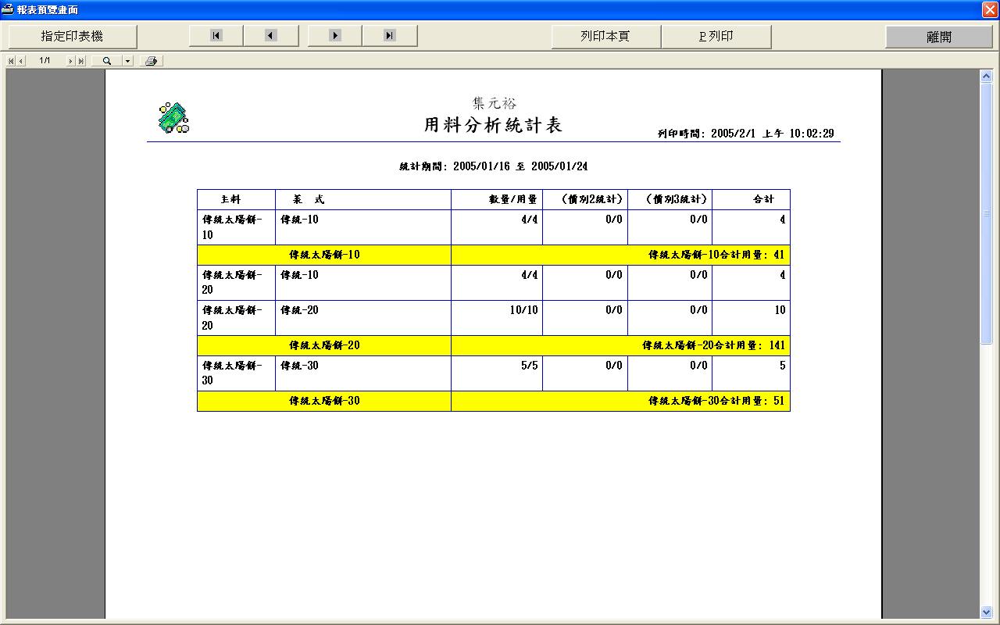 報表預覽畫面
指定印表機 列印本頁 P 列印 離開
1/1
集元裕
用料分析統計表
列印時間: 2005/2/1 上午 10:02:29
統計期間: 2005/01/16 至 2005/01/24
主料 菜 式 數量/用量 (價別2統計) (價別3統計) 合計
傳統太陽餅- 傳統-10 4/4 0/0 0/0 4
10
傳統太陽餅-10 傳統太陽餅-10合計用量: 41
傳統太陽餅- 傳統-10 4/4 0/0 0/0 4
20
傳統太陽餅- 傳統-20 10/10 0/0 0/0 10
20
傳統太陽餅-20 傳統太陽餅-20合計用量: 141
傳統太陽餅- 傳統-30 5/5 0/0 0/0 5
30
傳統太陽餅-30 傳統太陽餅-30合計用量: 51